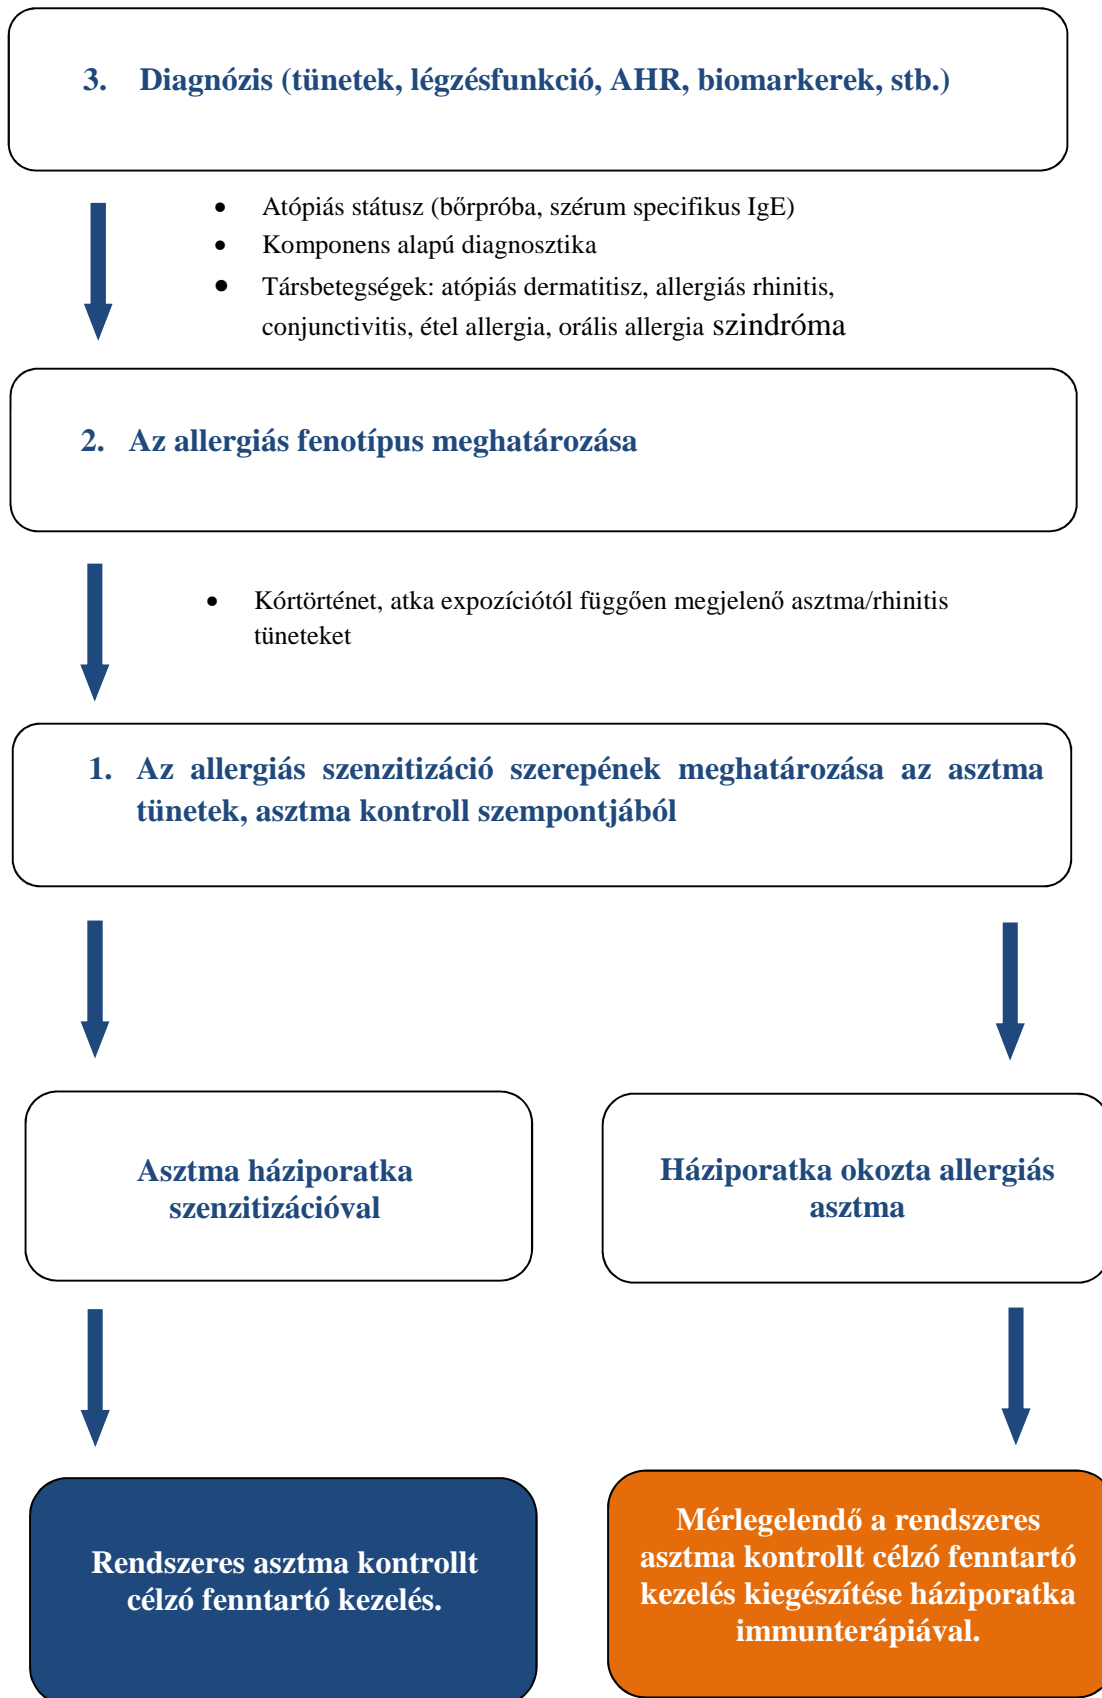 3. Diagnózis (tünetek, légzésfunkció, AHR, biomarkerek, stb.)
• Atópiás státusz (bőrpróba, szérum specifikus IgE)
• Komponens alapú diagnosztika
• Társbetegségek: atópiás dermatitisz, allergiás rhinitis,
conjunctivitis, étel allergia, orális allergia szindróma
2. Az allergiás fenotípus meghatározása
• Kórtörténet, atka expozíciótól függően megjelenő asztma/rhinitis
tüneteket
1. Az allergiás szenzitizáció szerepének meghatározása az asztma
tünetek, asztma kontroll szempontjából
Asztma háziporatka
szenzitizációval
Háziporatka okozta allergiás
asztma
Rendszeres asztma kontrollt
célzó fenntartó kezelés.
Mérlegelendő a rendszeres
asztma kontrollt célzó fenntartó
kezelés kiegészítése háziporatka
immunterápiával.